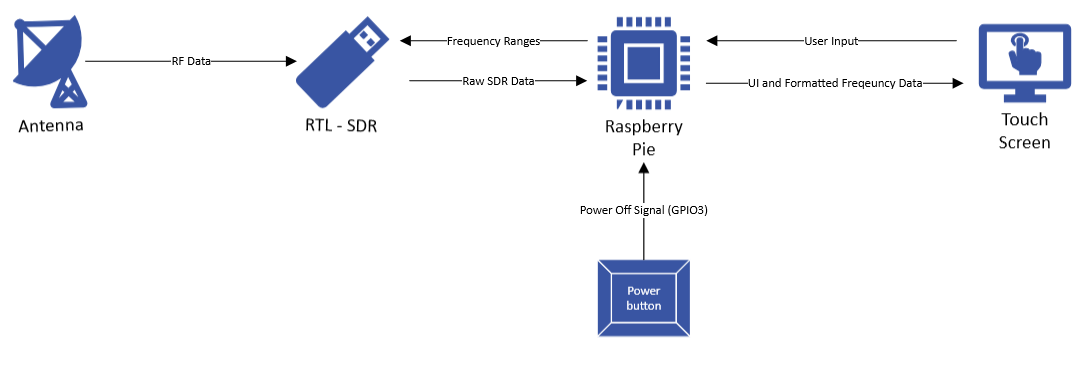 RF Data
Frequency Ranges
Raw SDR Data
User Input
UI and Formatted Freqeuncy Data
Antenna
RTL - SDR
Raspberry
Pie
Touch
Screen
Power Off Signal (GPIO3)
Power
button